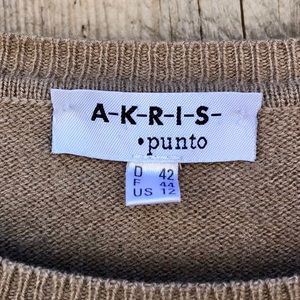 A-K-R-I-S-
•punto
D 42
F 44
US 12